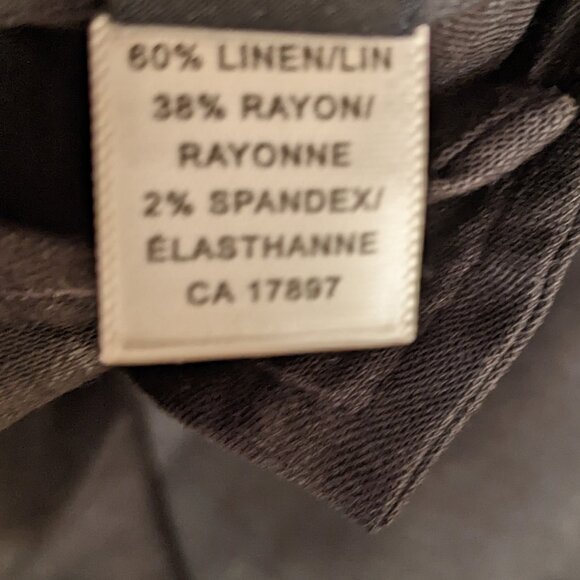 60% LINEN/LIN
38% RAYON/
RAYONNE
2% SPANDEX/
ÉLASTHANNE
CA 17897